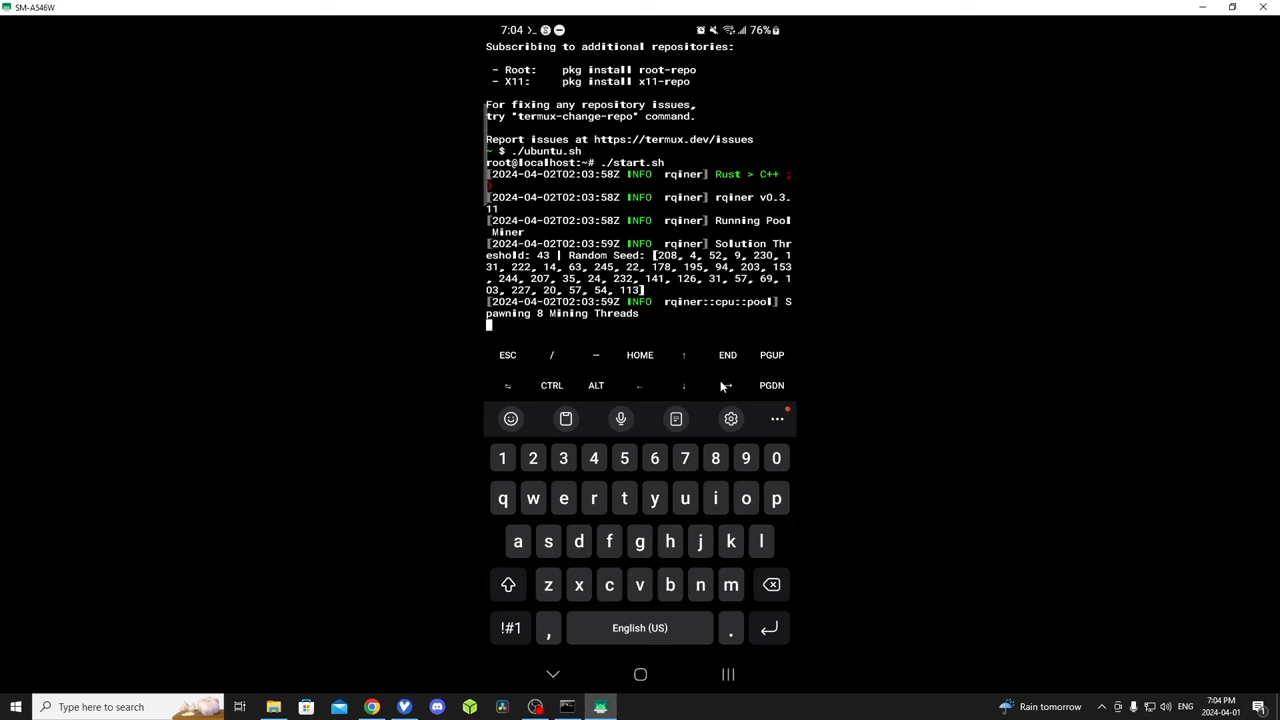 SM-A546W
7:04
76%
Subscribing to additional repositories:
- Root: pkg install root-repo
- X11: pkg install x11-repo
For fixing any repository issues,
try "termux-change-repo" command.
Report issues at https://termux.dev/issues
~ $ ./ubuntu.sh
root@localhost:~# ./start.sh
[2024-04-02T02:03:58Z INFO rqiner] Rust > C++ ;
)
[2024-04-02T02:03:58Z INFO rqiner] rqiner v0.3.
11
[2024-04-02T02:03:58Z INFO rqiner] Running Pool
Miner
[2024-04-02T02:03:59Z INFO rqiner] Solution Thr
eshold: 43 | Random Seed: [208, 4, 52, 9, 230, 1
31, 222, 14, 63, 245, 22, 178, 195, 94, 203, 153
, 244, 207, 35, 24, 232, 141, 126, 31, 57, 69, 1
03, 227, 20, 57, 54, 113]
[2024-04-02T02:03:59Z INFO rqiner::cpu::pool] S
pawning 8 Mining Threads
ESC / − HOME ↑ END PGUP
CTRL ALT ← ↓ → PGDN
1 2 3 4 5 6 7 8 9 0
q w e r t y u i o p
a s d f g h j k l
z x c v b n m
!#1 , English (US) .
Type here to search
Rain tomorrow
ENG
7:04 PM
2024-04-01